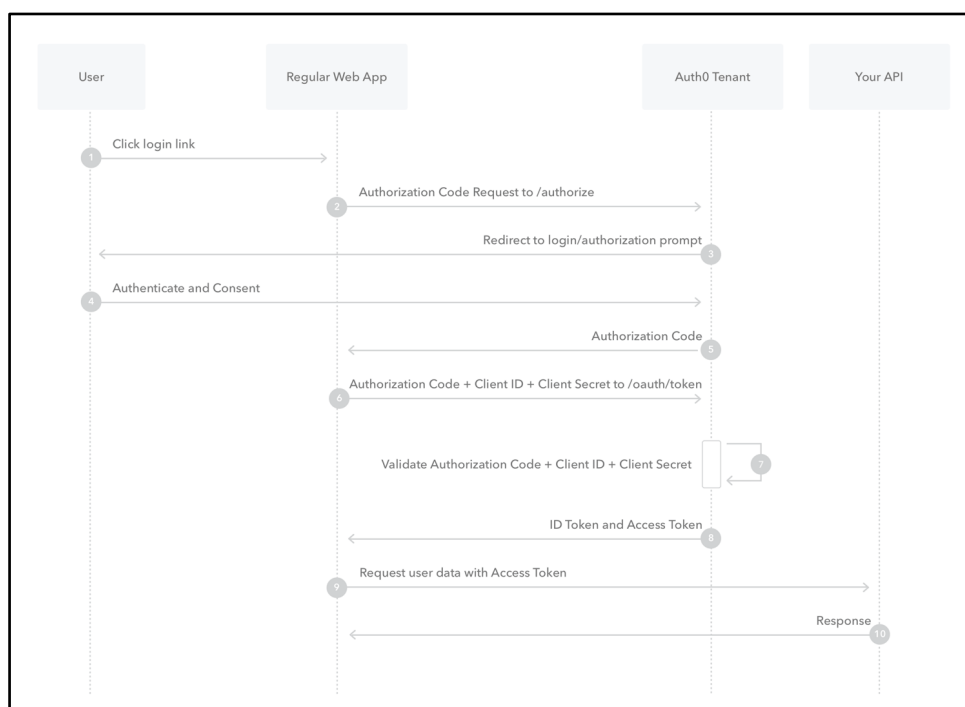 User
Regular Web App
Auth0 Tenant
Your API
Click login link
1
Authorization Code Request to /authorize
2
Redirect to login/authorization prompt
3
Authenticate and Consent
4
Authorization Code
5
Authorization Code + Client ID + Client Secret to /oauth/token
6
Validate Authorization Code + Client ID + Client Secret
7
ID Token and Access Token
8
Request user data with Access Token
9
Response
10